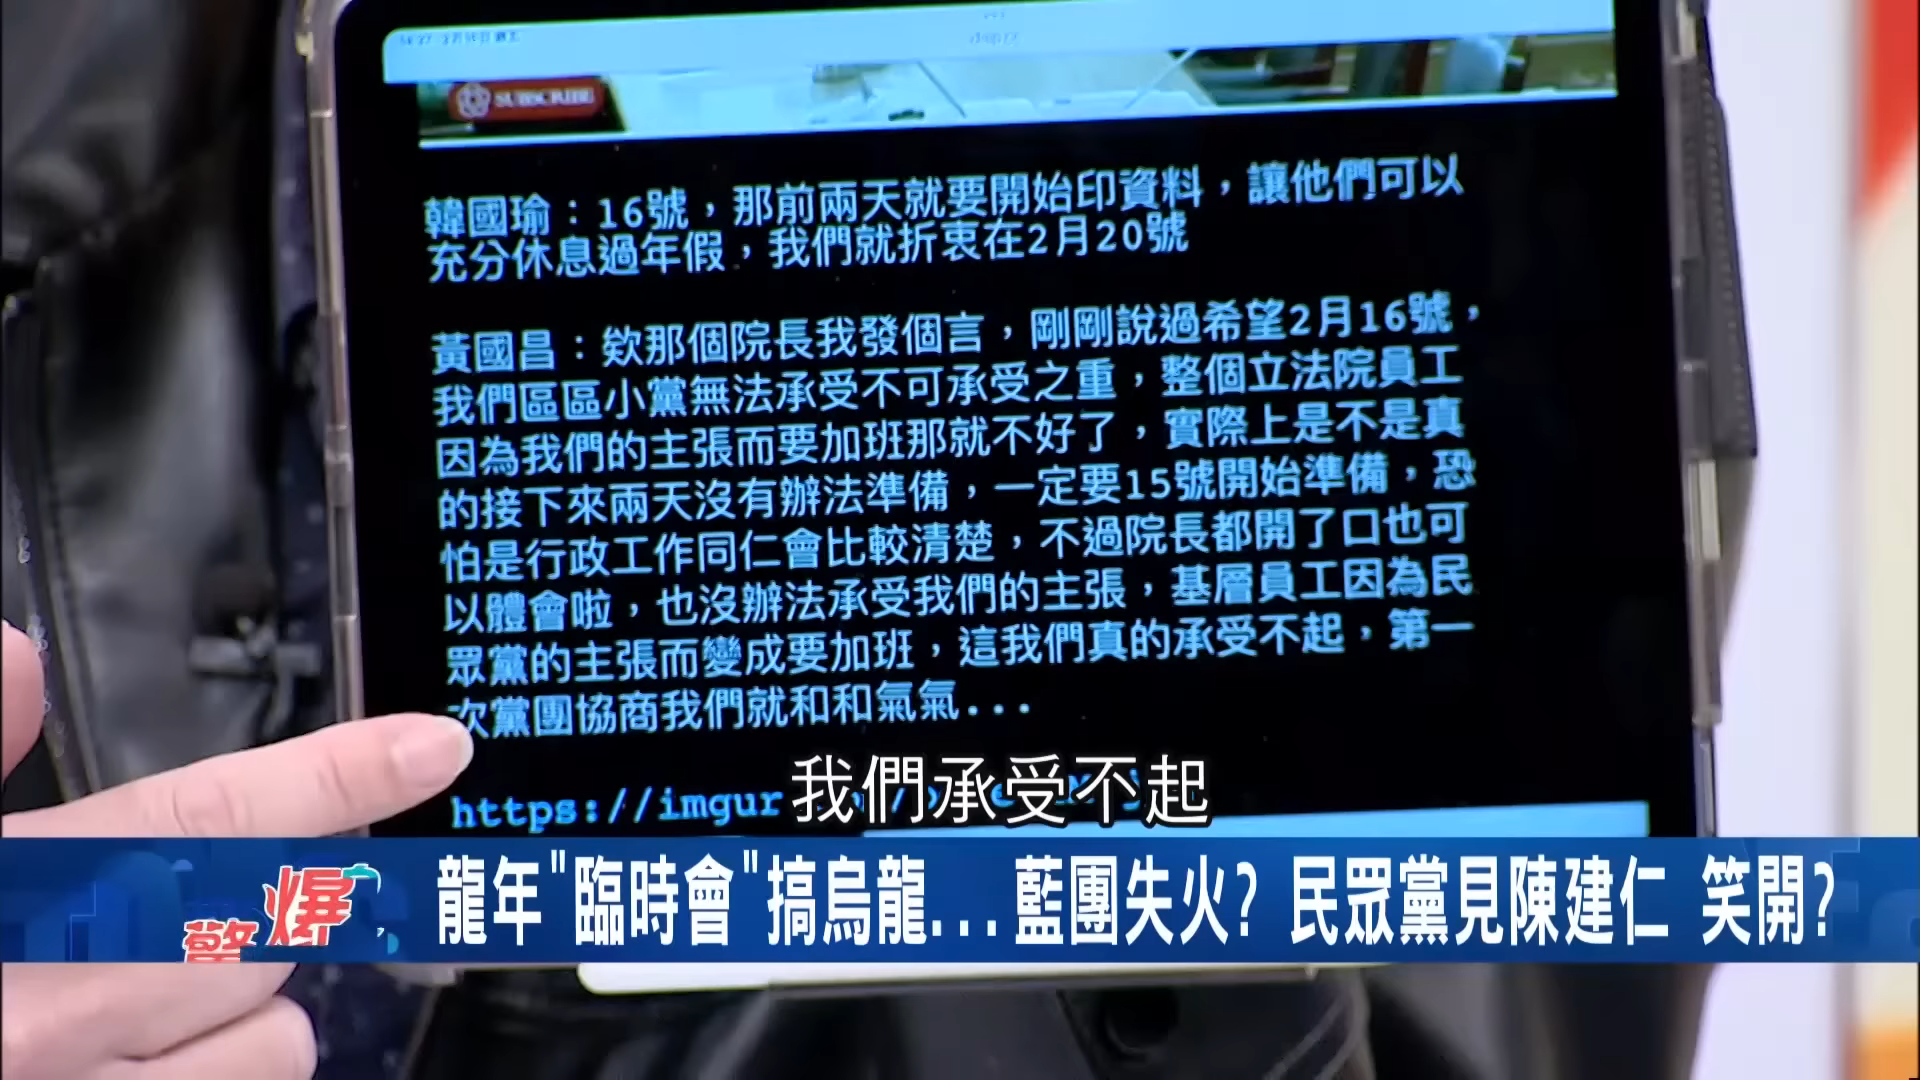 SUBSCRIBE
韓國瑜：16號，那前兩天就要開始印資料，讓他們可以
充分休息過年假，我們就折衷在2月20號
黃國昌：欸那個院長我發個言，剛剛說過希望2月16號，
我們區區小黨無法承受不可承受之重，整個立法院員工
因為我們的主張而要加班那就不好了，實際上是不是真
的接下來兩天沒有辦法準備，一定要15號開始準備，恐
怕是行政工作同仁會比較清楚，不過院長都開了口也可
以體會啦，也沒辦法承受我們的主張，基層員工因為民
眾黨的主張而變成要加班，這我們真的承受不起，第一
次黨團協商我們就和和氣氣...
https://imgur
我們承受不起
驚爆
龍年"臨時會"搞烏龍...藍團失火? 民眾黨見陳建仁 笑開?